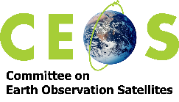 CEOS
Committee on
Earth Observation Satellites